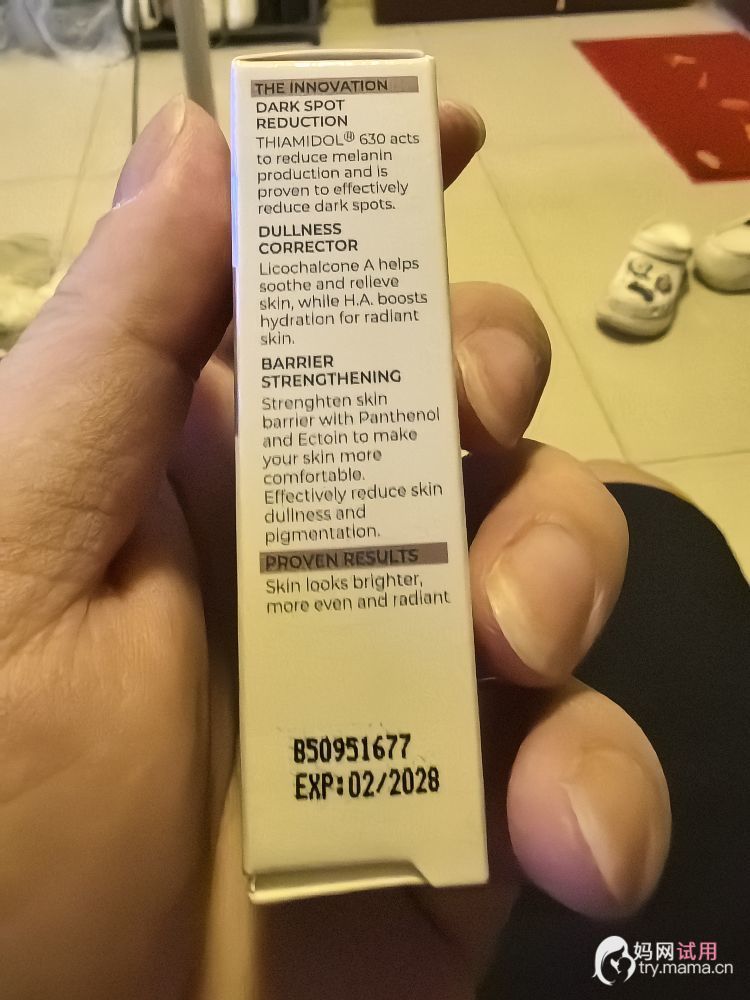 THE INNOVATION
DARK SPOT
REDUCTION
THIAMIDOL® 630 acts
to reduce melanin
production and is
proven to effectively
reduce dark spots.
DULLNESS
CORRECTOR
Licochalcone A helps
soothe and relieve
skin, while H.A. boosts
hydration for radiant
skin.
BARRIER
STRENGTHENING
Strenghten skin
barrier with Panthenol
and Ectoin to make
your skin more
comfortable.
Effectively reduce skin
dullness and
pigmentation.
PROVEN RESULTS
Skin looks brighter,
more even and radiant
B50951677
EXP:02/2028
妈网试用
try.mama.cn